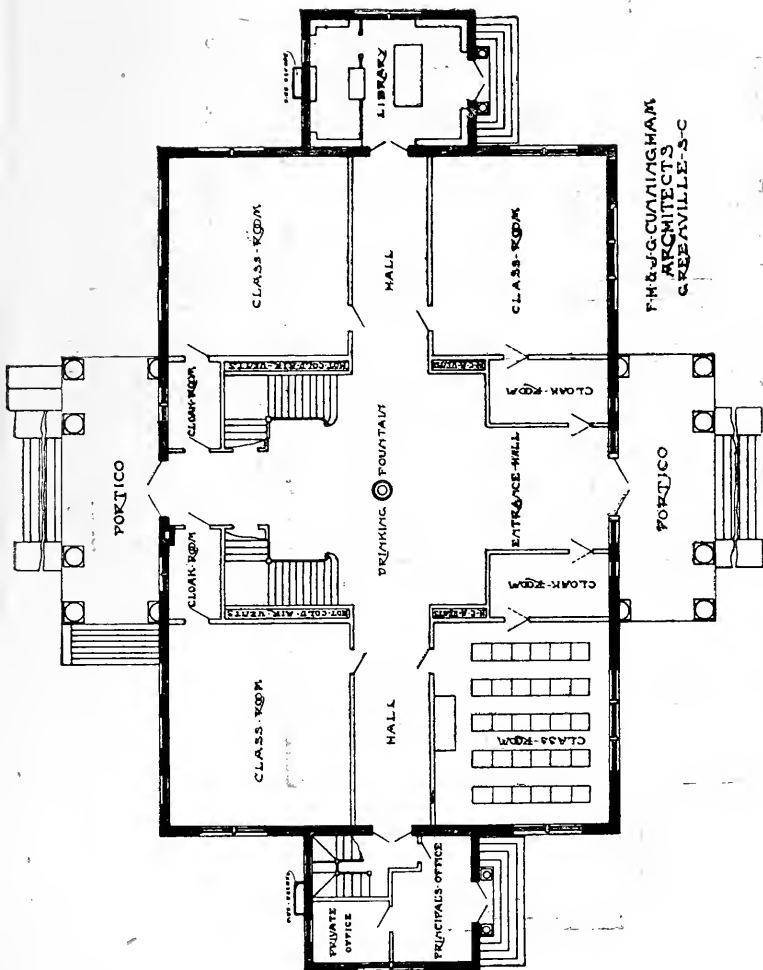 LIBRARY
CLASS·ROOM
HALL
CLASS·ROOM
F·H·&·J·G·CUNNINGHAM
ARCHITECTS
GREENVILLE·S·C
CLOAK·ROOM
HOT·COLD·AIR·VENTS
CLOAK·ROOM
PORTICO
DRINKING FOUNTAIN
ENTRANCE·HALL
PORTICO
CLOAK·ROOM
HOT·COLD·AIR·VENTS
CLOAK·ROOM
CLASS·ROOM
HALL
CLASS·ROOM
PRIVATE
OFFICE
PRINCIPALS·OFFICE